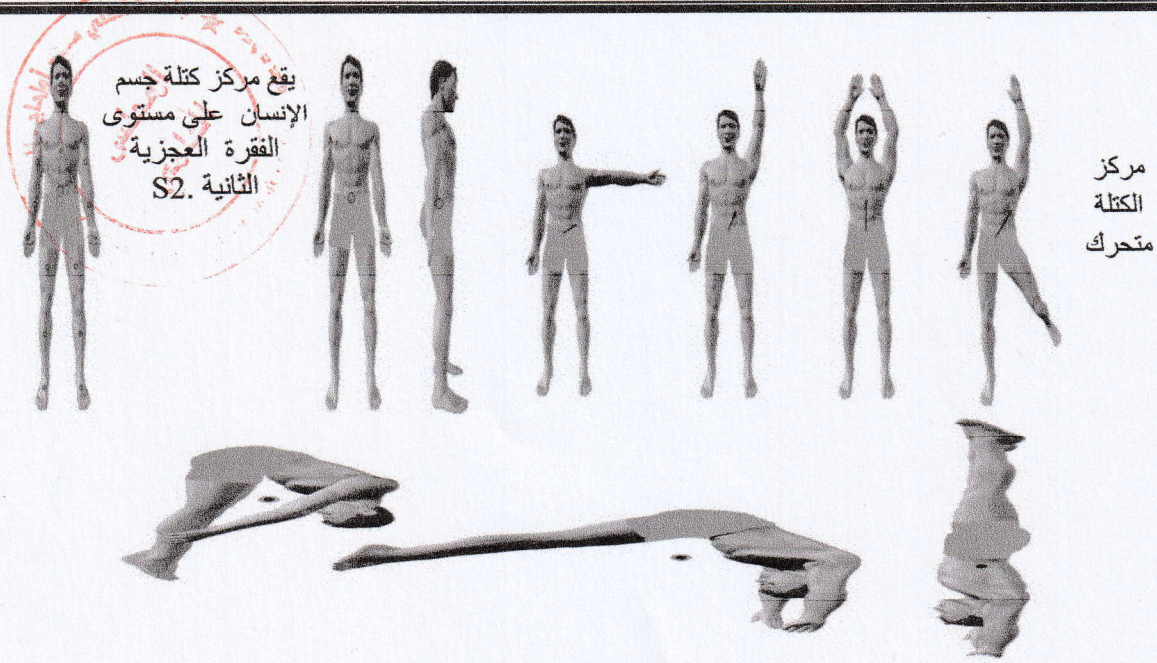 يقع مركز كتلة جسم
الإنسان على مستوى
الفقرة العجزية
الثانية .S2
مركز
الكتلة
متحرك